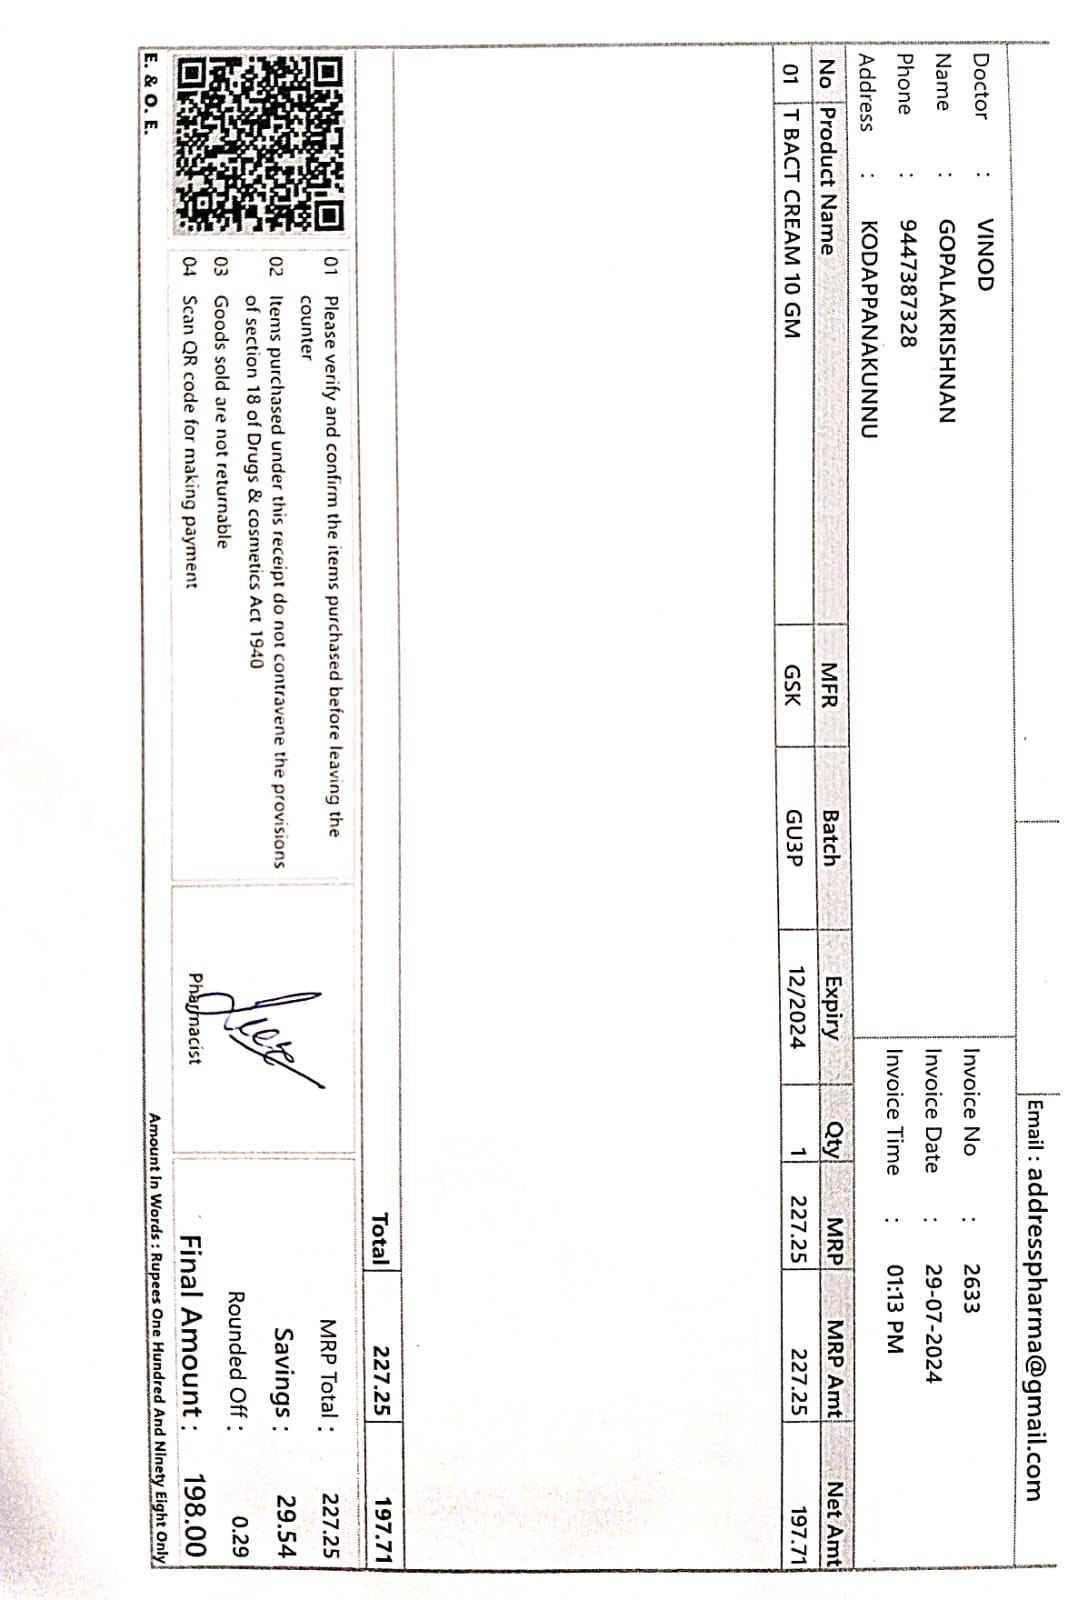 Email : addresspharma@gmail.com
Doctor : VINOD
Name : GOPALAKRISHNAN
Phone : 9447387328
Address : KODAPPANAKUNNU
Invoice No : 2633
Invoice Date : 29-07-2024
Invoice Time : 01:13 PM
No Product Name MFR Batch Expiry Qty MRP MRP Amt Net Amt
01 T BACT CREAM 10 GM GSK GU3P 12/2024 1 227.25 227.25 197.71
Total 227.25 197.71
01 Please verify and confirm the items purchased before leaving the
counter
02 Items purchased under this receipt do not contravene the provisions
of section 18 of Drugs & cosmetics Act 1940
03 Goods sold are not returnable
04 Scan QR code for making payment
Pharmacist
MRP Total : 227.25
Savings : 29.54
Rounded Off : 0.29
Final Amount : 198.00
E. & O. E.
Amount In Words : Rupees One Hundred And Ninety Eight Only